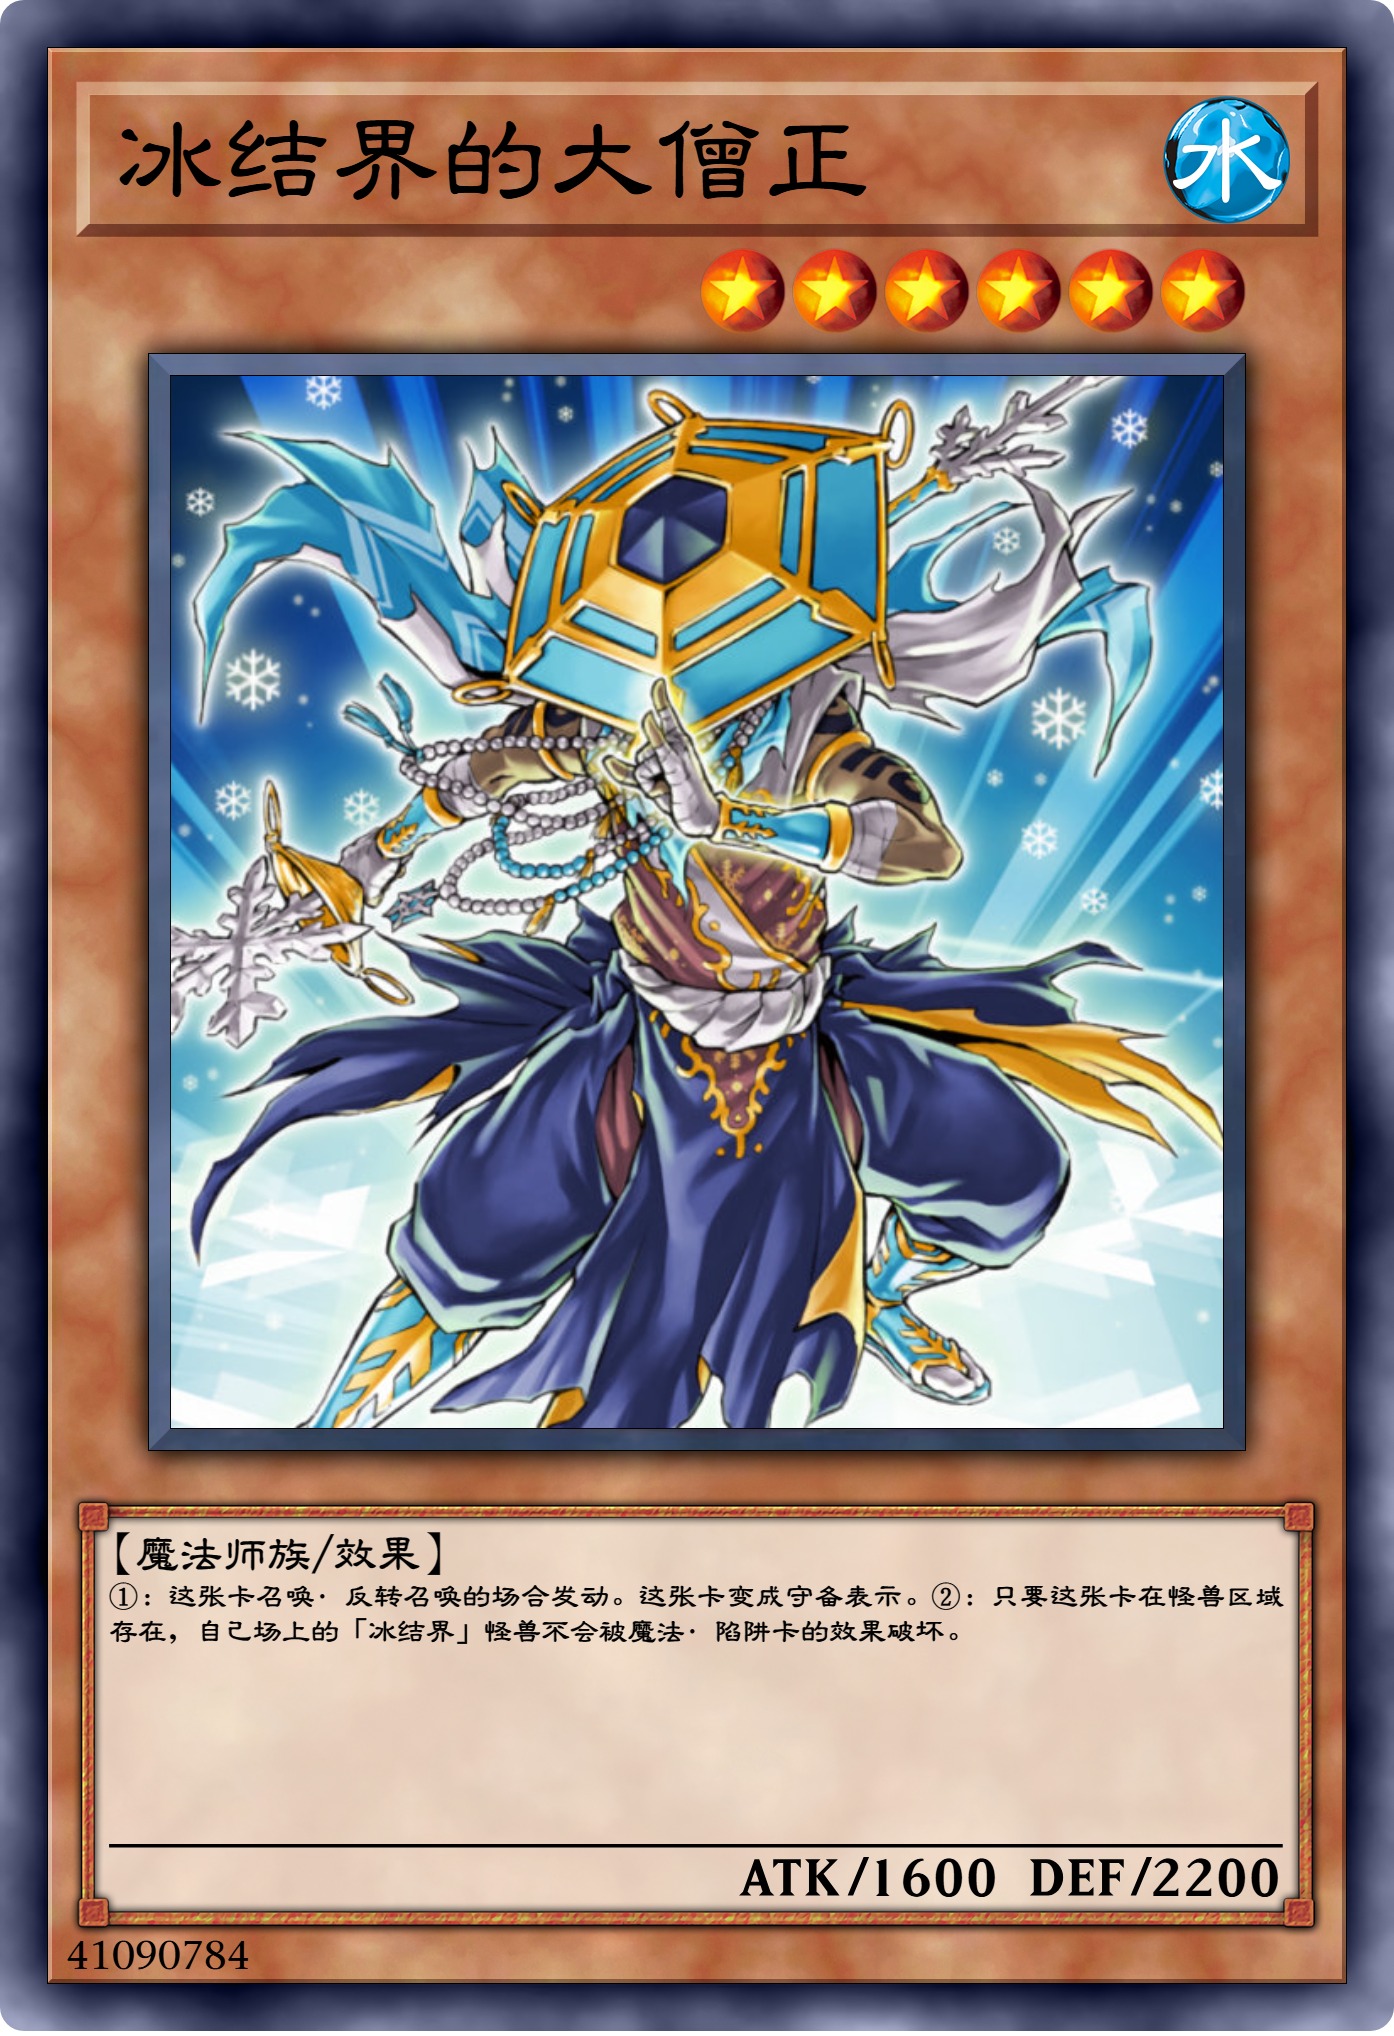 冰结界的大僧正
水
【魔法师族/效果】
①：这张卡召唤·反转召唤的场合发动。这张卡变成守备表示。②：只要这张卡在怪兽区域
存在，自己场上的「冰结界」怪兽不会被魔法·陷阱卡的效果破坏。
ATK/1600 DEF/2200
41090784